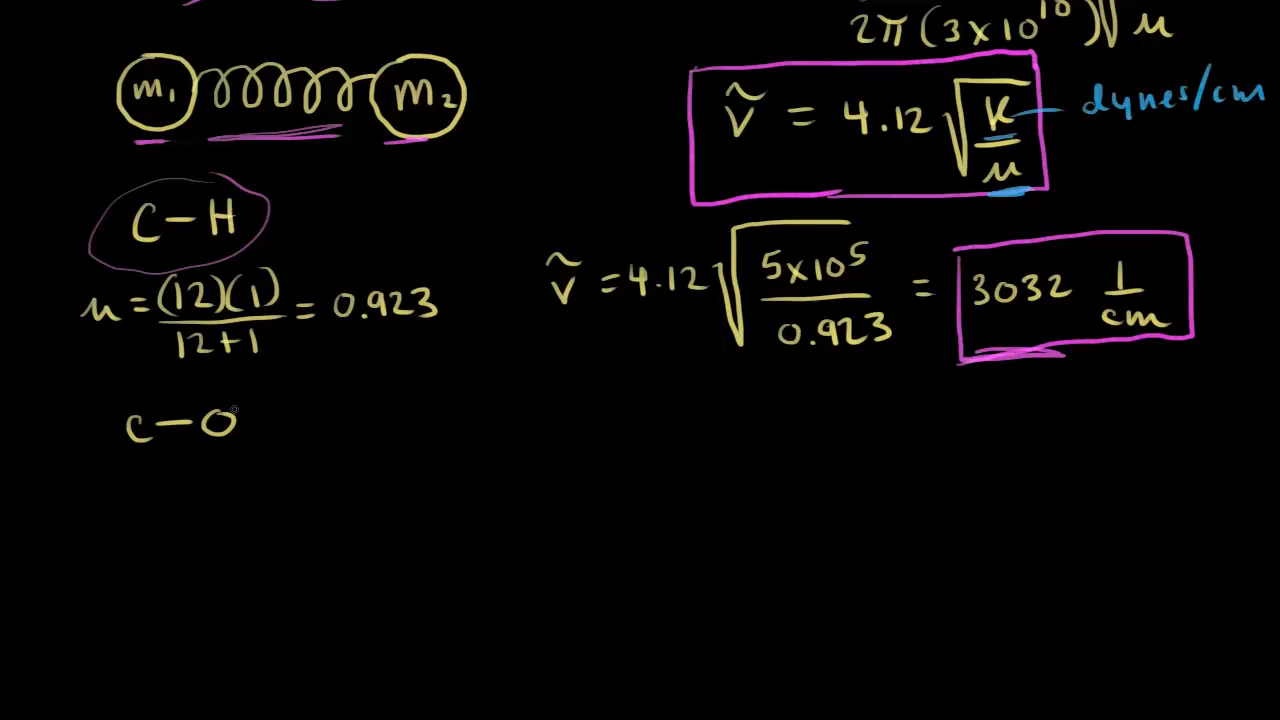 2π(3x10¹⁰)√ μ
m₁ m₂
ṽ = 4.12 √(K/μ) dynes/cm
C-H
μ = (12)(1)/12+1 = 0.923
ṽ = 4.12 √(5x10⁵/0.923) = 3032 1/cm
C-O